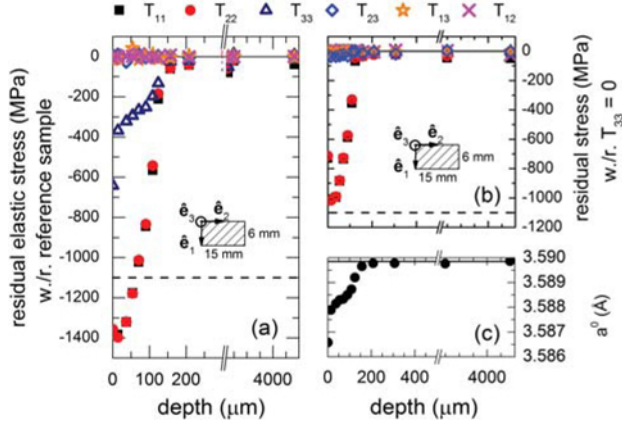 T11 T22 T33 T23 T13 T12
residual elastic stress (MPa)
w./r. reference sample
0
-200
-400
-600
-800
-1000
-1200
-1400
ê3 ê2
ê1
6 mm
15 mm
(a)
0 100 200 4000
depth (μm)
0
-200
-400
-600
-800
-1000
-1200
residual stress (MPa)
w./r. T33 = 0
ê3 ê2
ê1
6 mm
15 mm
(b)
3.590
3.589
3.588
3.587
3.586
a⁰ (Å)
(c)
0 100 200 300 400 4000
depth (μm)